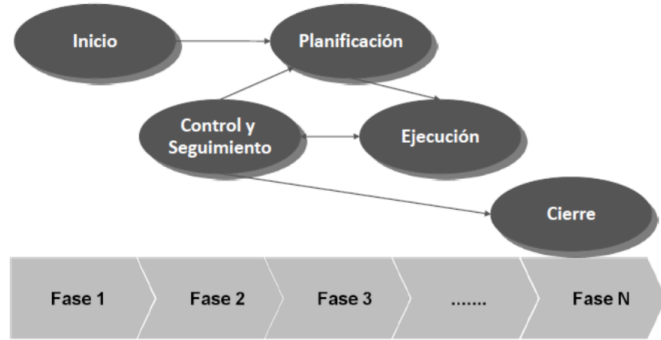 Inicio
Planificación
Control y
Seguimiento
Ejecución
Cierre
Fase 1
Fase 2
Fase 3
.......
Fase N